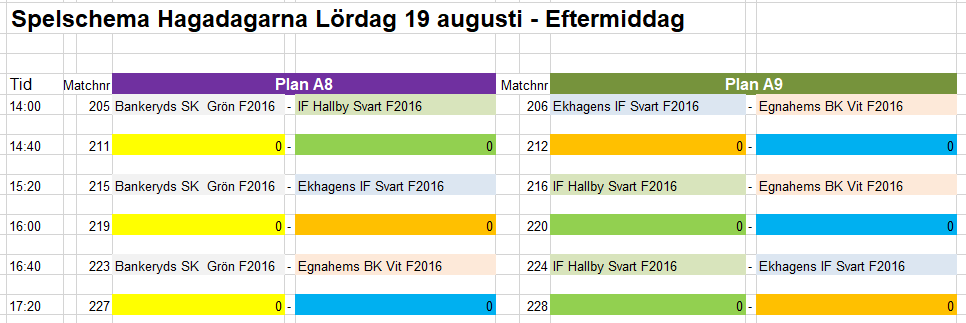 Spelschema Hagadagarna Lördag 19 augusti - Eftermiddag
Tid Matchnr Plan A8 Matchnr Plan A9
14:00 205 Bankeryds SK  Grön F2016 - IF Hallby Svart F2016 206 Ekhagens IF Svart F2016 - Egnahems BK Vit F2016
14:40 211 0 - 0 212 0 - 0
15:20 215 Bankeryds SK  Grön F2016 - Ekhagens IF Svart F2016 216 IF Hallby Svart F2016 - Egnahems BK Vit F2016
16:00 219 0 - 0 220 0 - 0
16:40 223 Bankeryds SK  Grön F2016 - Egnahems BK Vit F2016 224 IF Hallby Svart F2016 - Ekhagens IF Svart F2016
17:20 227 0 - 0 228 0 - 0